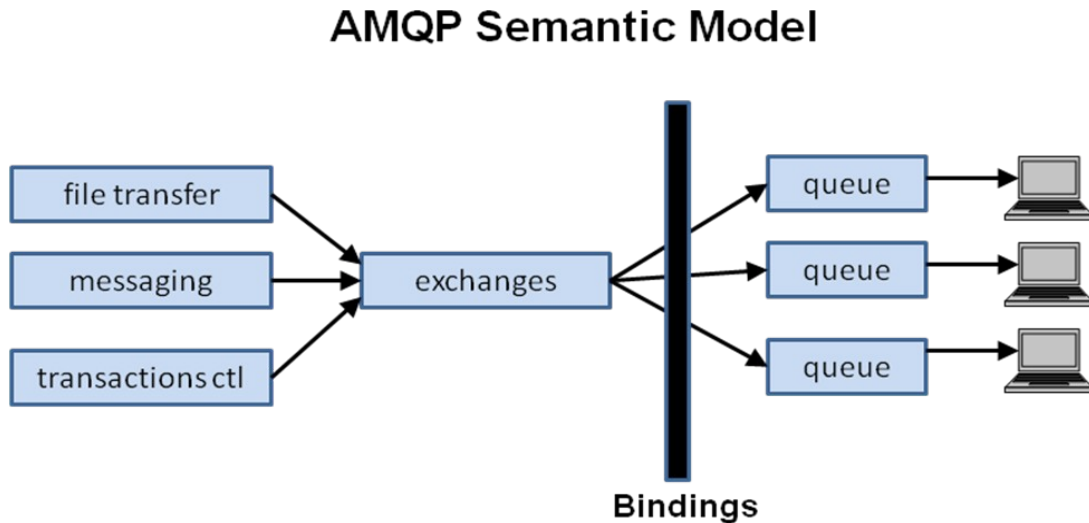 AMQP Semantic Model
file transfer
messaging
transactions ctl
exchanges
queue
queue
queue
Bindings